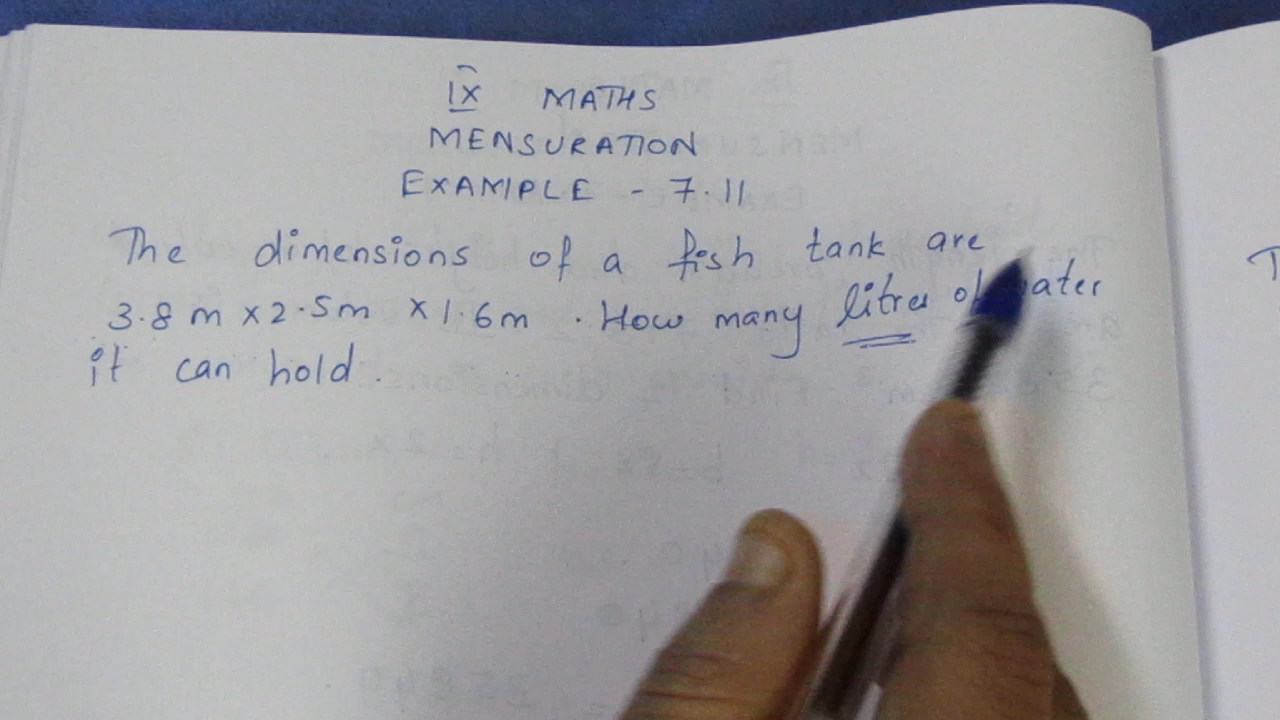 IX MATHS
MENSURATION
EXAMPLE - 7.11
The dimensions of a fish tank are
3.8 m x 2.5m x 1.6m . How many litres of water
it can hold.